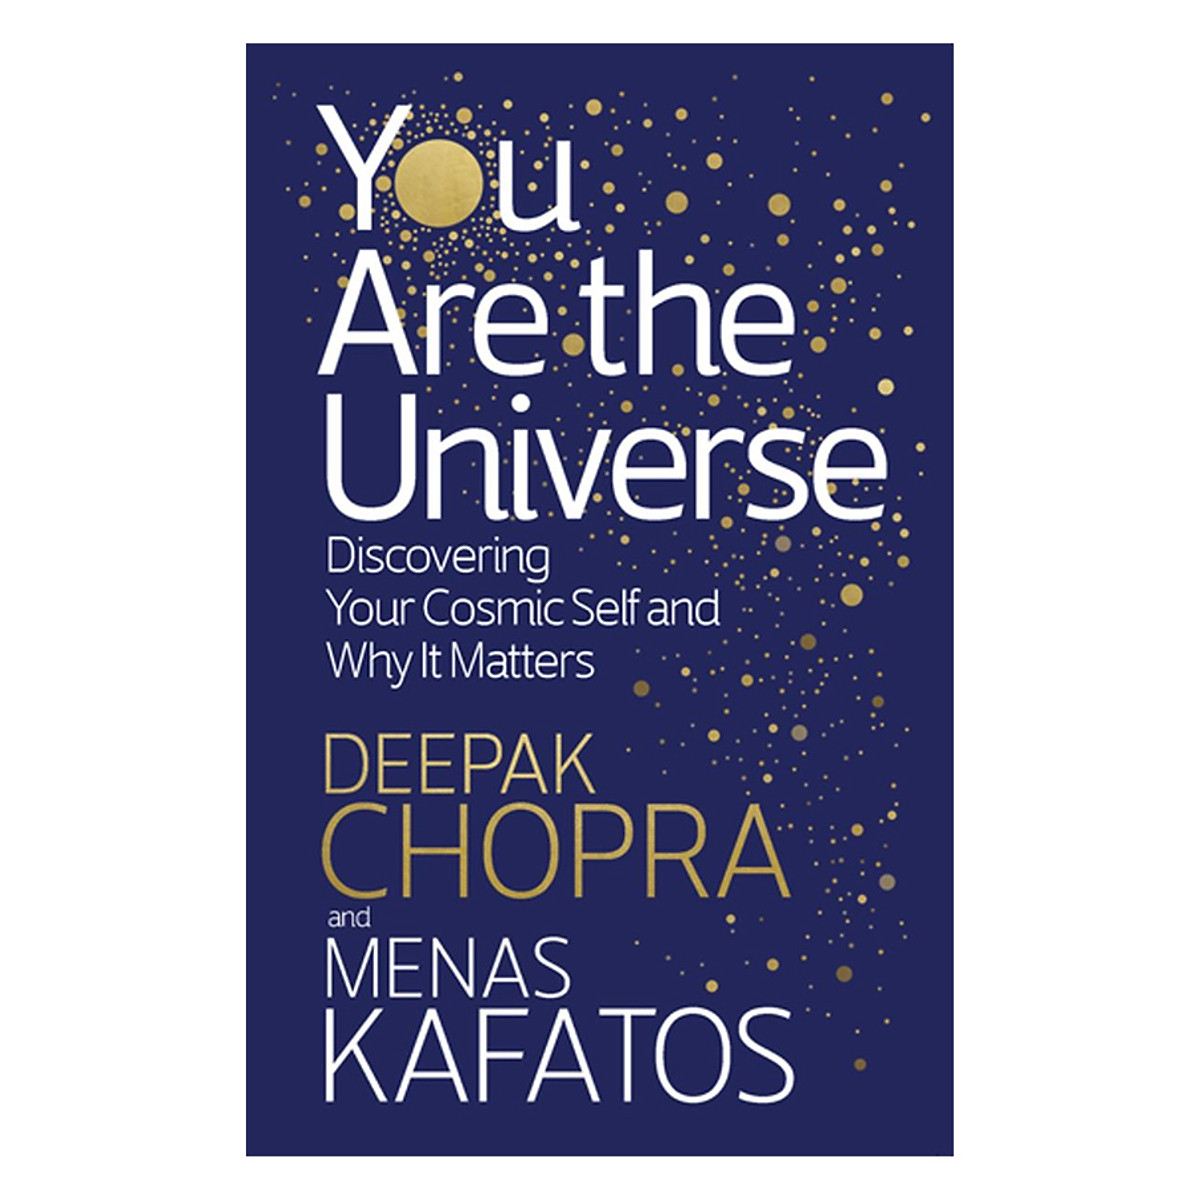 You
Are the
Universe
Discovering
Your Cosmic Self and
Why It Matters
DEEPAK
CHOPRA
and
MENAS
KAFATOS